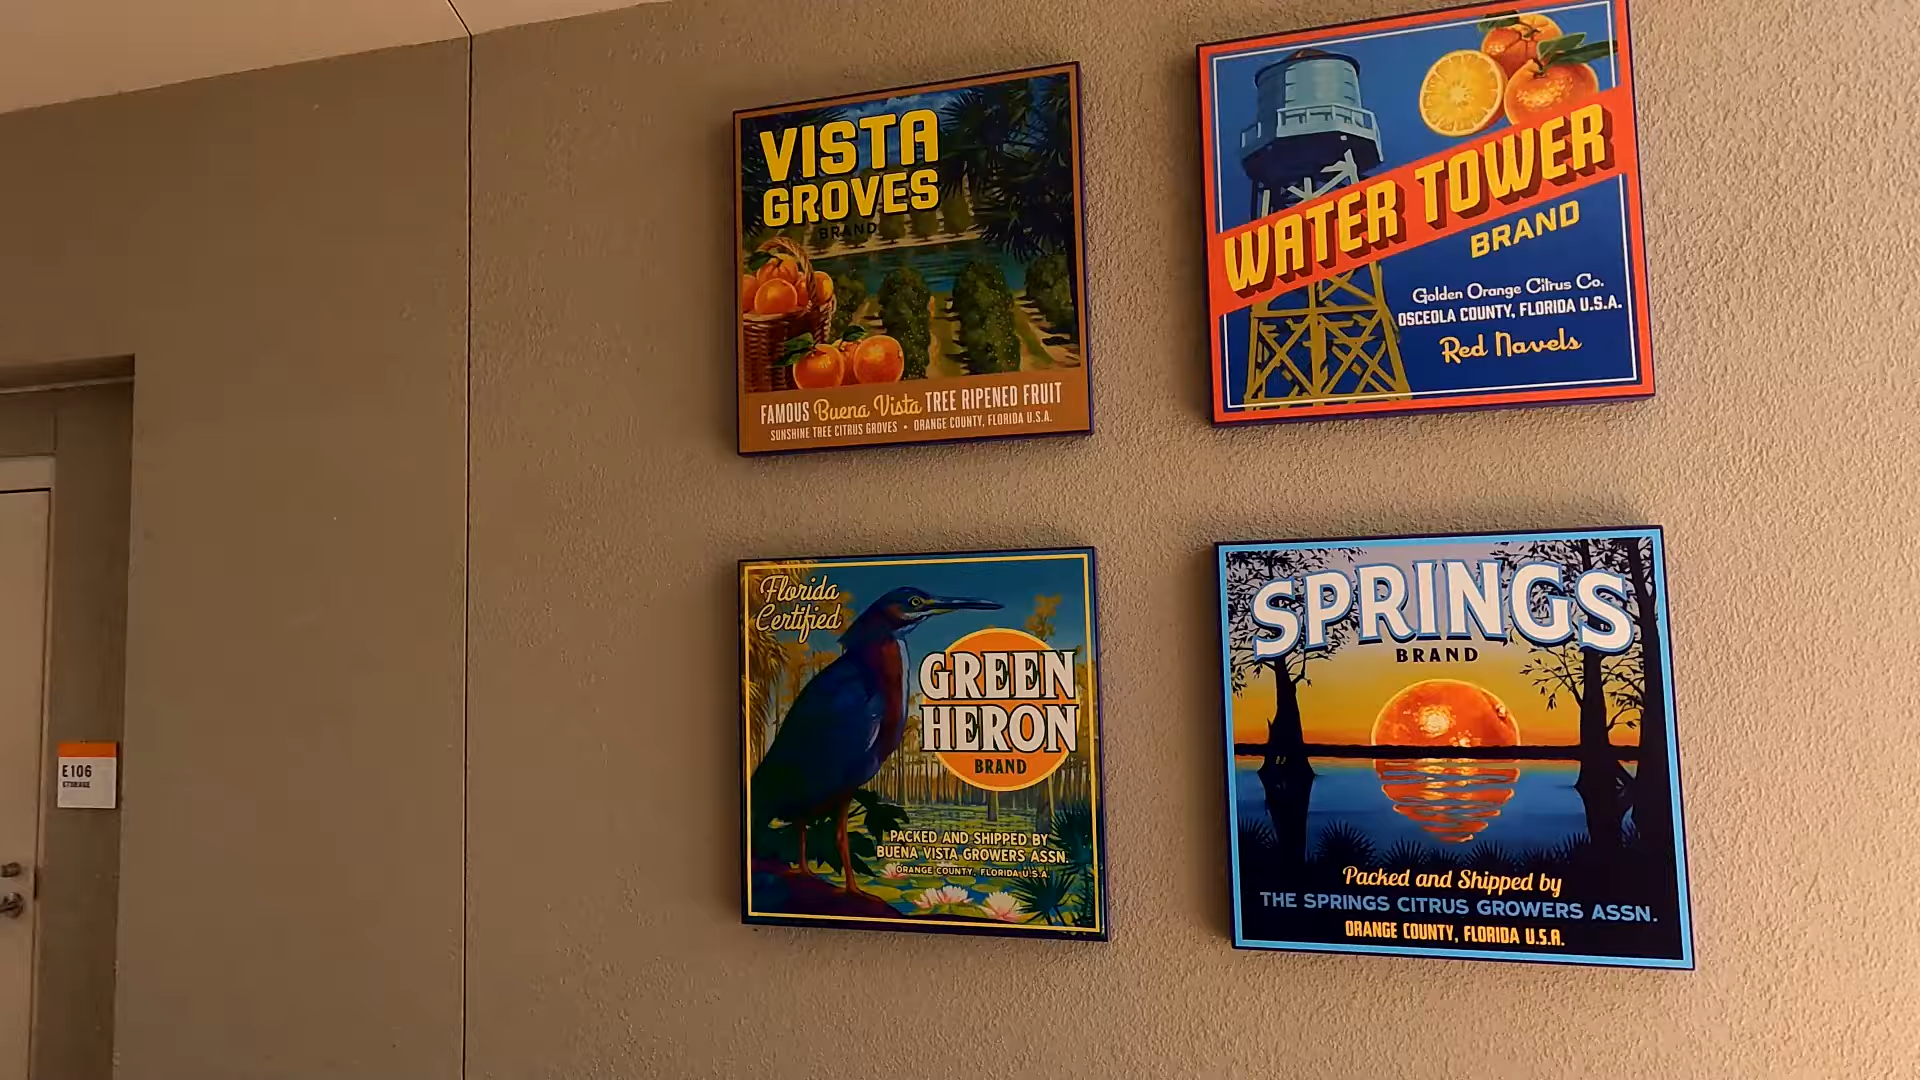 VISTA
GROVES
BRAND
FAMOUS Buena Vista TREE RIPENED FRUIT
SUNSHINE TREE CITRUS GROVES • ORANGE COUNTY, FLORIDA U.S.A.
WATER TOWER
BRAND
Golden Orange Citrus Co.
OSCEOLA COUNTY, FLORIDA U.S.A.
Red Navels
Florida
Certified
GREEN
HERON
BRAND
PACKED AND SHIPPED BY
BUENA VISTA GROWERS ASSN.
ORANGE COUNTY, FLORIDA U.S.A.
SPRINGS
BRAND
Packed and Shipped by
THE SPRINGS CITRUS GROWERS ASSN.
ORANGE COUNTY, FLORIDA U.S.A.
E106
STORAGE